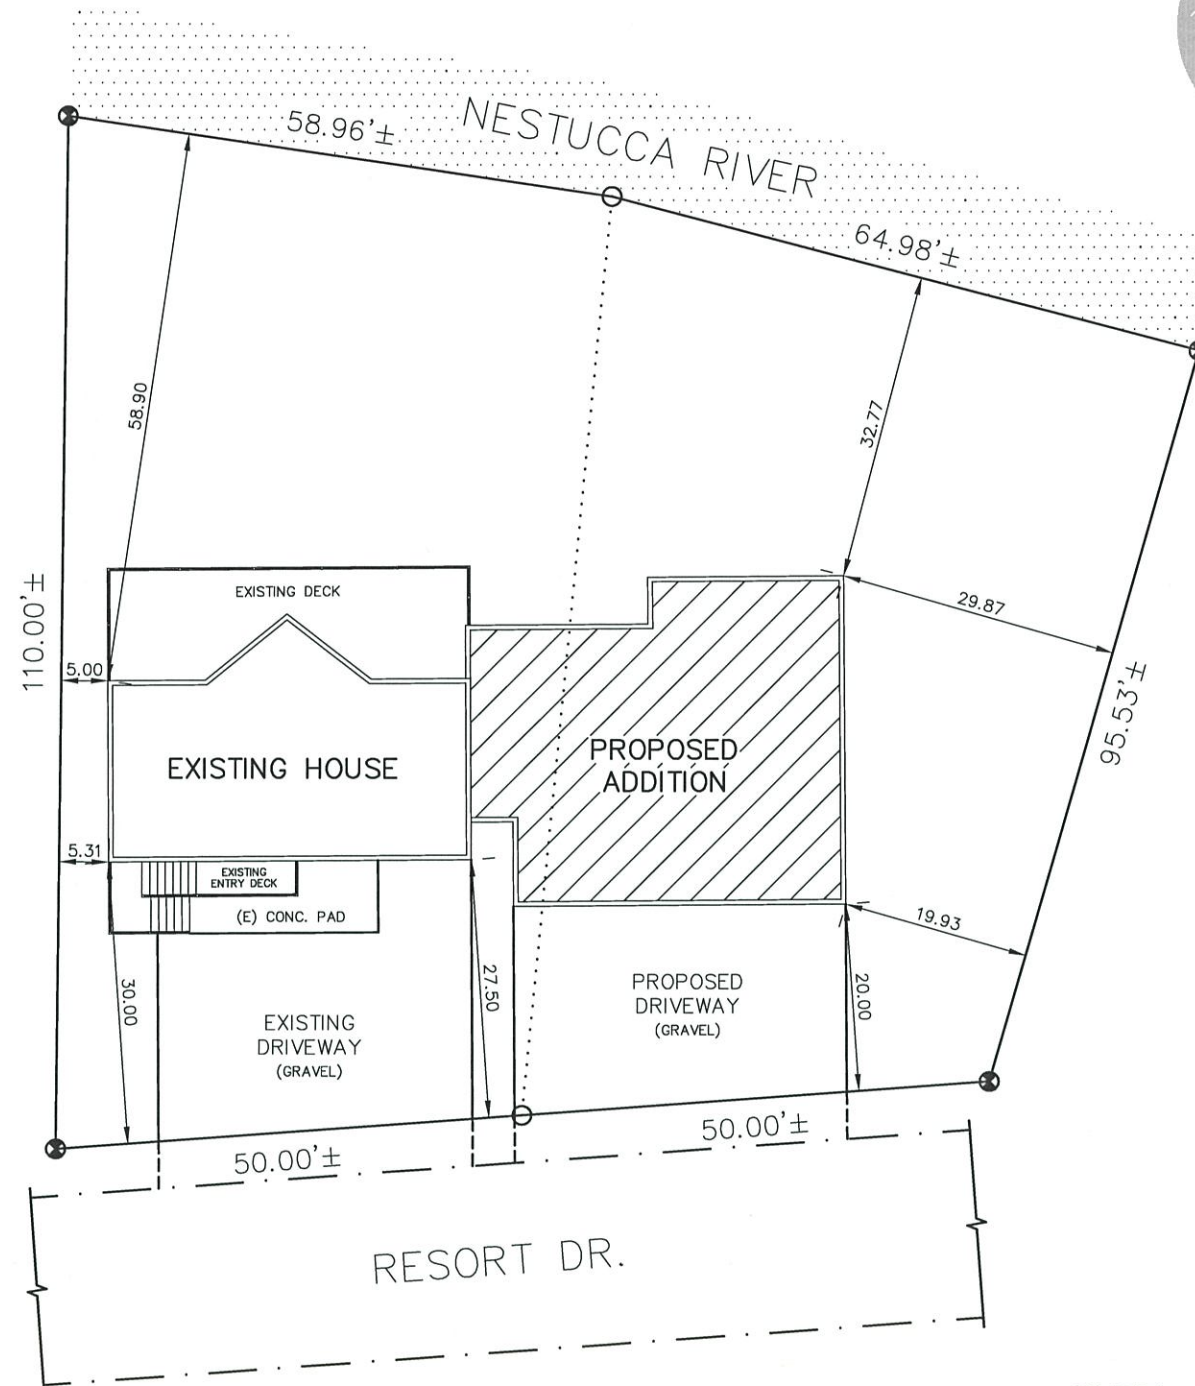 58.96'±
NESTUCCA RIVER
64.98'±
58.90
32.77
110.00'±
EXISTING DECK
29.87
5.00
95.53'±
EXISTING HOUSE
PROPOSED
ADDITION
5.31
EXISTING
ENTRY DECK
(E) CONC. PAD
19.93
30.00
27.50
20.00
PROPOSED
DRIVEWAY
(GRAVEL)
EXISTING
DRIVEWAY
(GRAVEL)
50.00'±
50.00'±
RESORT DR.